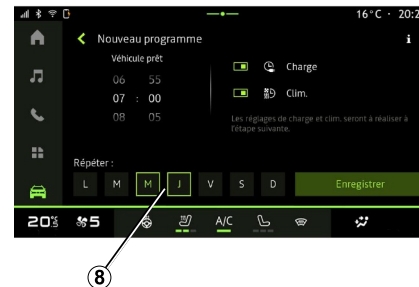 16°C · 20:2
Nouveau programme
i
Véhicule prêt
06 55
07 : 00
08 05
Charge
Clim.
Les réglages de charge et clim. seront à réaliser à
l'étape suivante.
Répéter :
L M M J V S D
Enregistrer
20 5 A/C
8